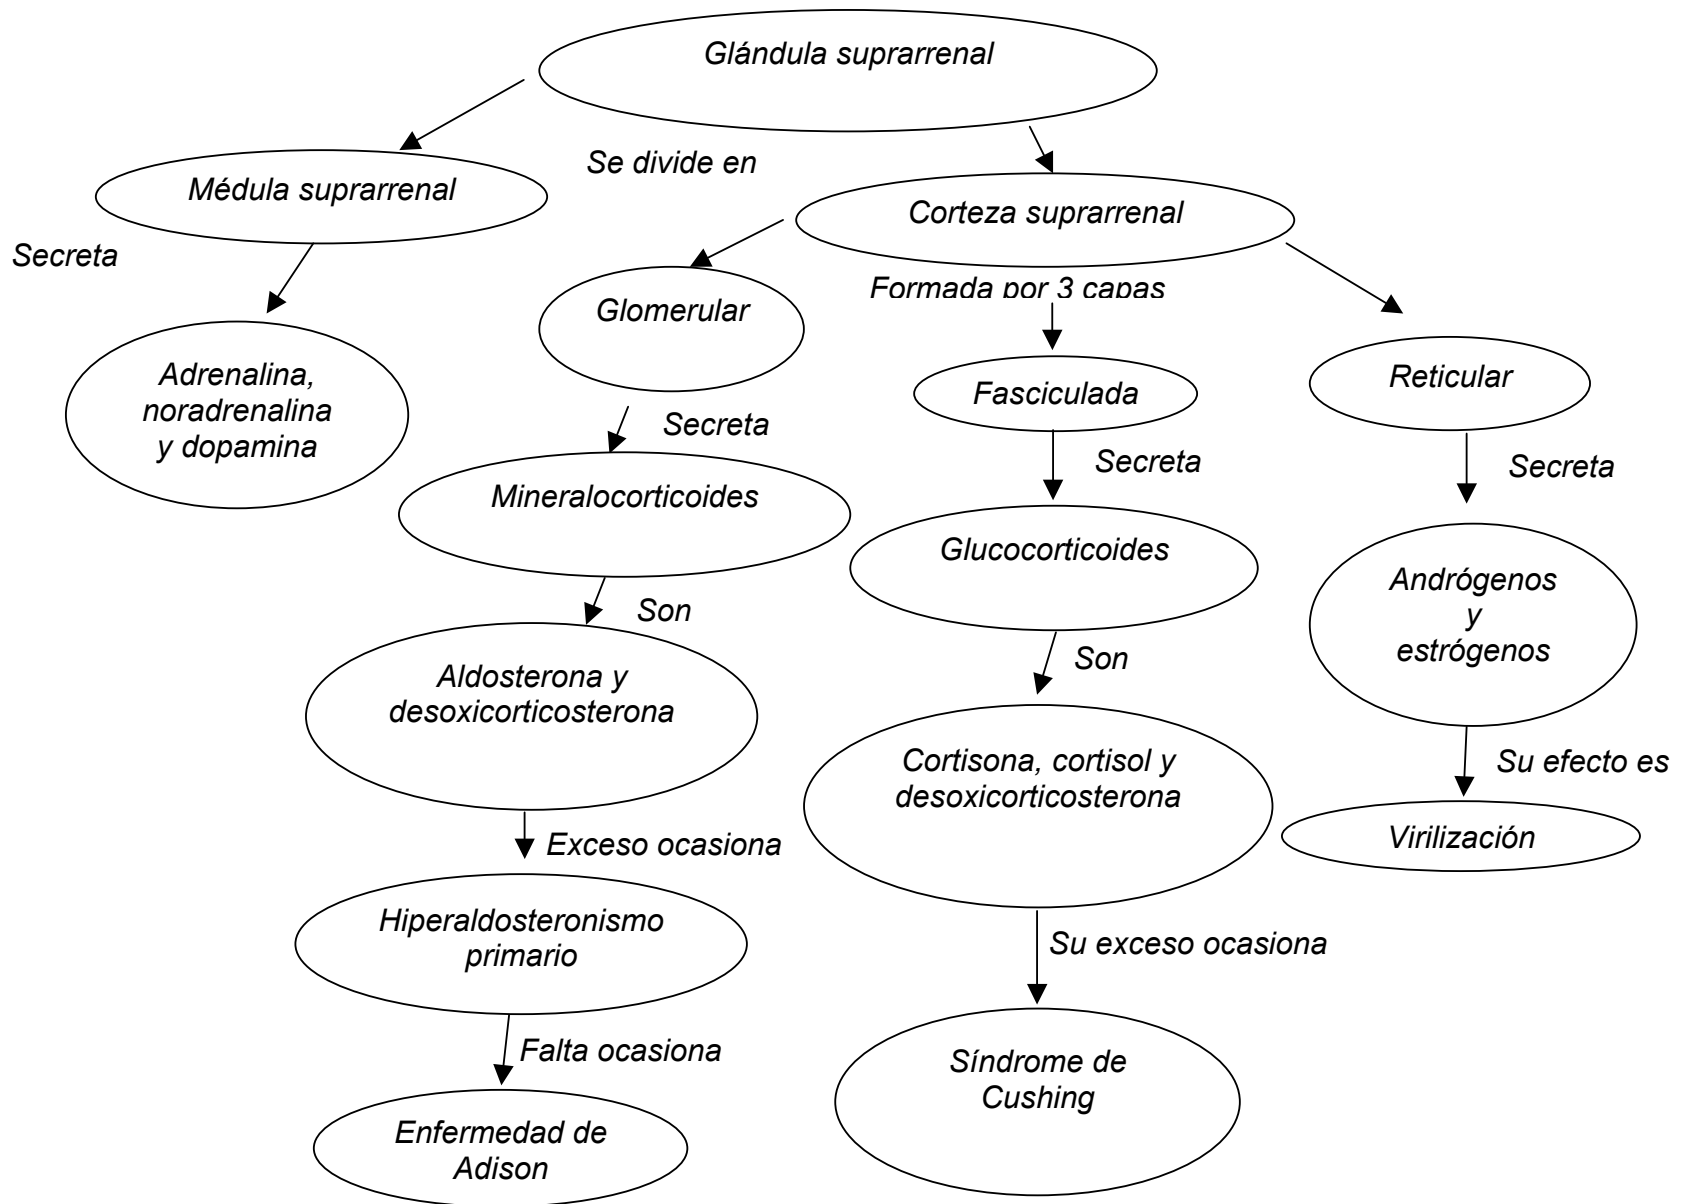 Glándula suprarrenal
Se divide en
Médula suprarrenal
Corteza suprarrenal
Secreta
Formada por 3 capas
Adrenalina,
noradrenalina
y dopamina
Glomerular
Fasciculada
Reticular
Secreta
Secreta
Secreta
Mineralocorticoides
Glucocorticoides
Andrógenos
y
estrógenos
Son
Son
Aldosterona y
desoxicorticosterona
Cortisona, cortisol y
desoxicorticosterona
Su efecto es
Virilización
Exceso ocasiona
Hiperaldosteronismo
primario
Su exceso ocasiona
Falta ocasiona
Síndrome de
Cushing
Enfermedad de
Adison